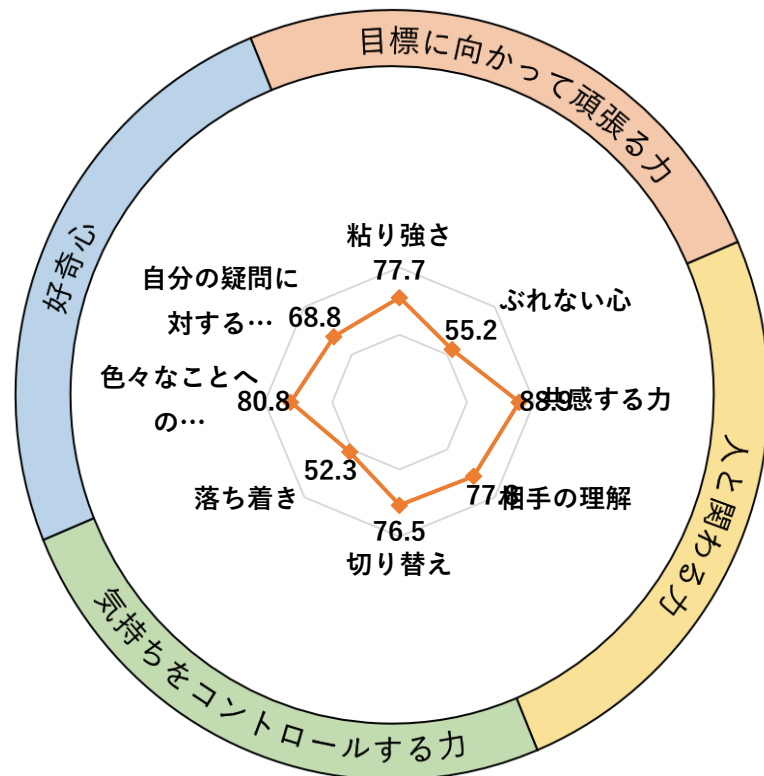 目標に向かって頑張る力
人と関わる力
気持ちをコントロールする力
好奇心
粘り強さ
77.7
ぶれない心
55.2
共感する力
88.9
相手の理解
切り替え
76.5
落ち着き
52.3
色々なことへ
の…
80.8
自分の疑問に
対する…
68.8